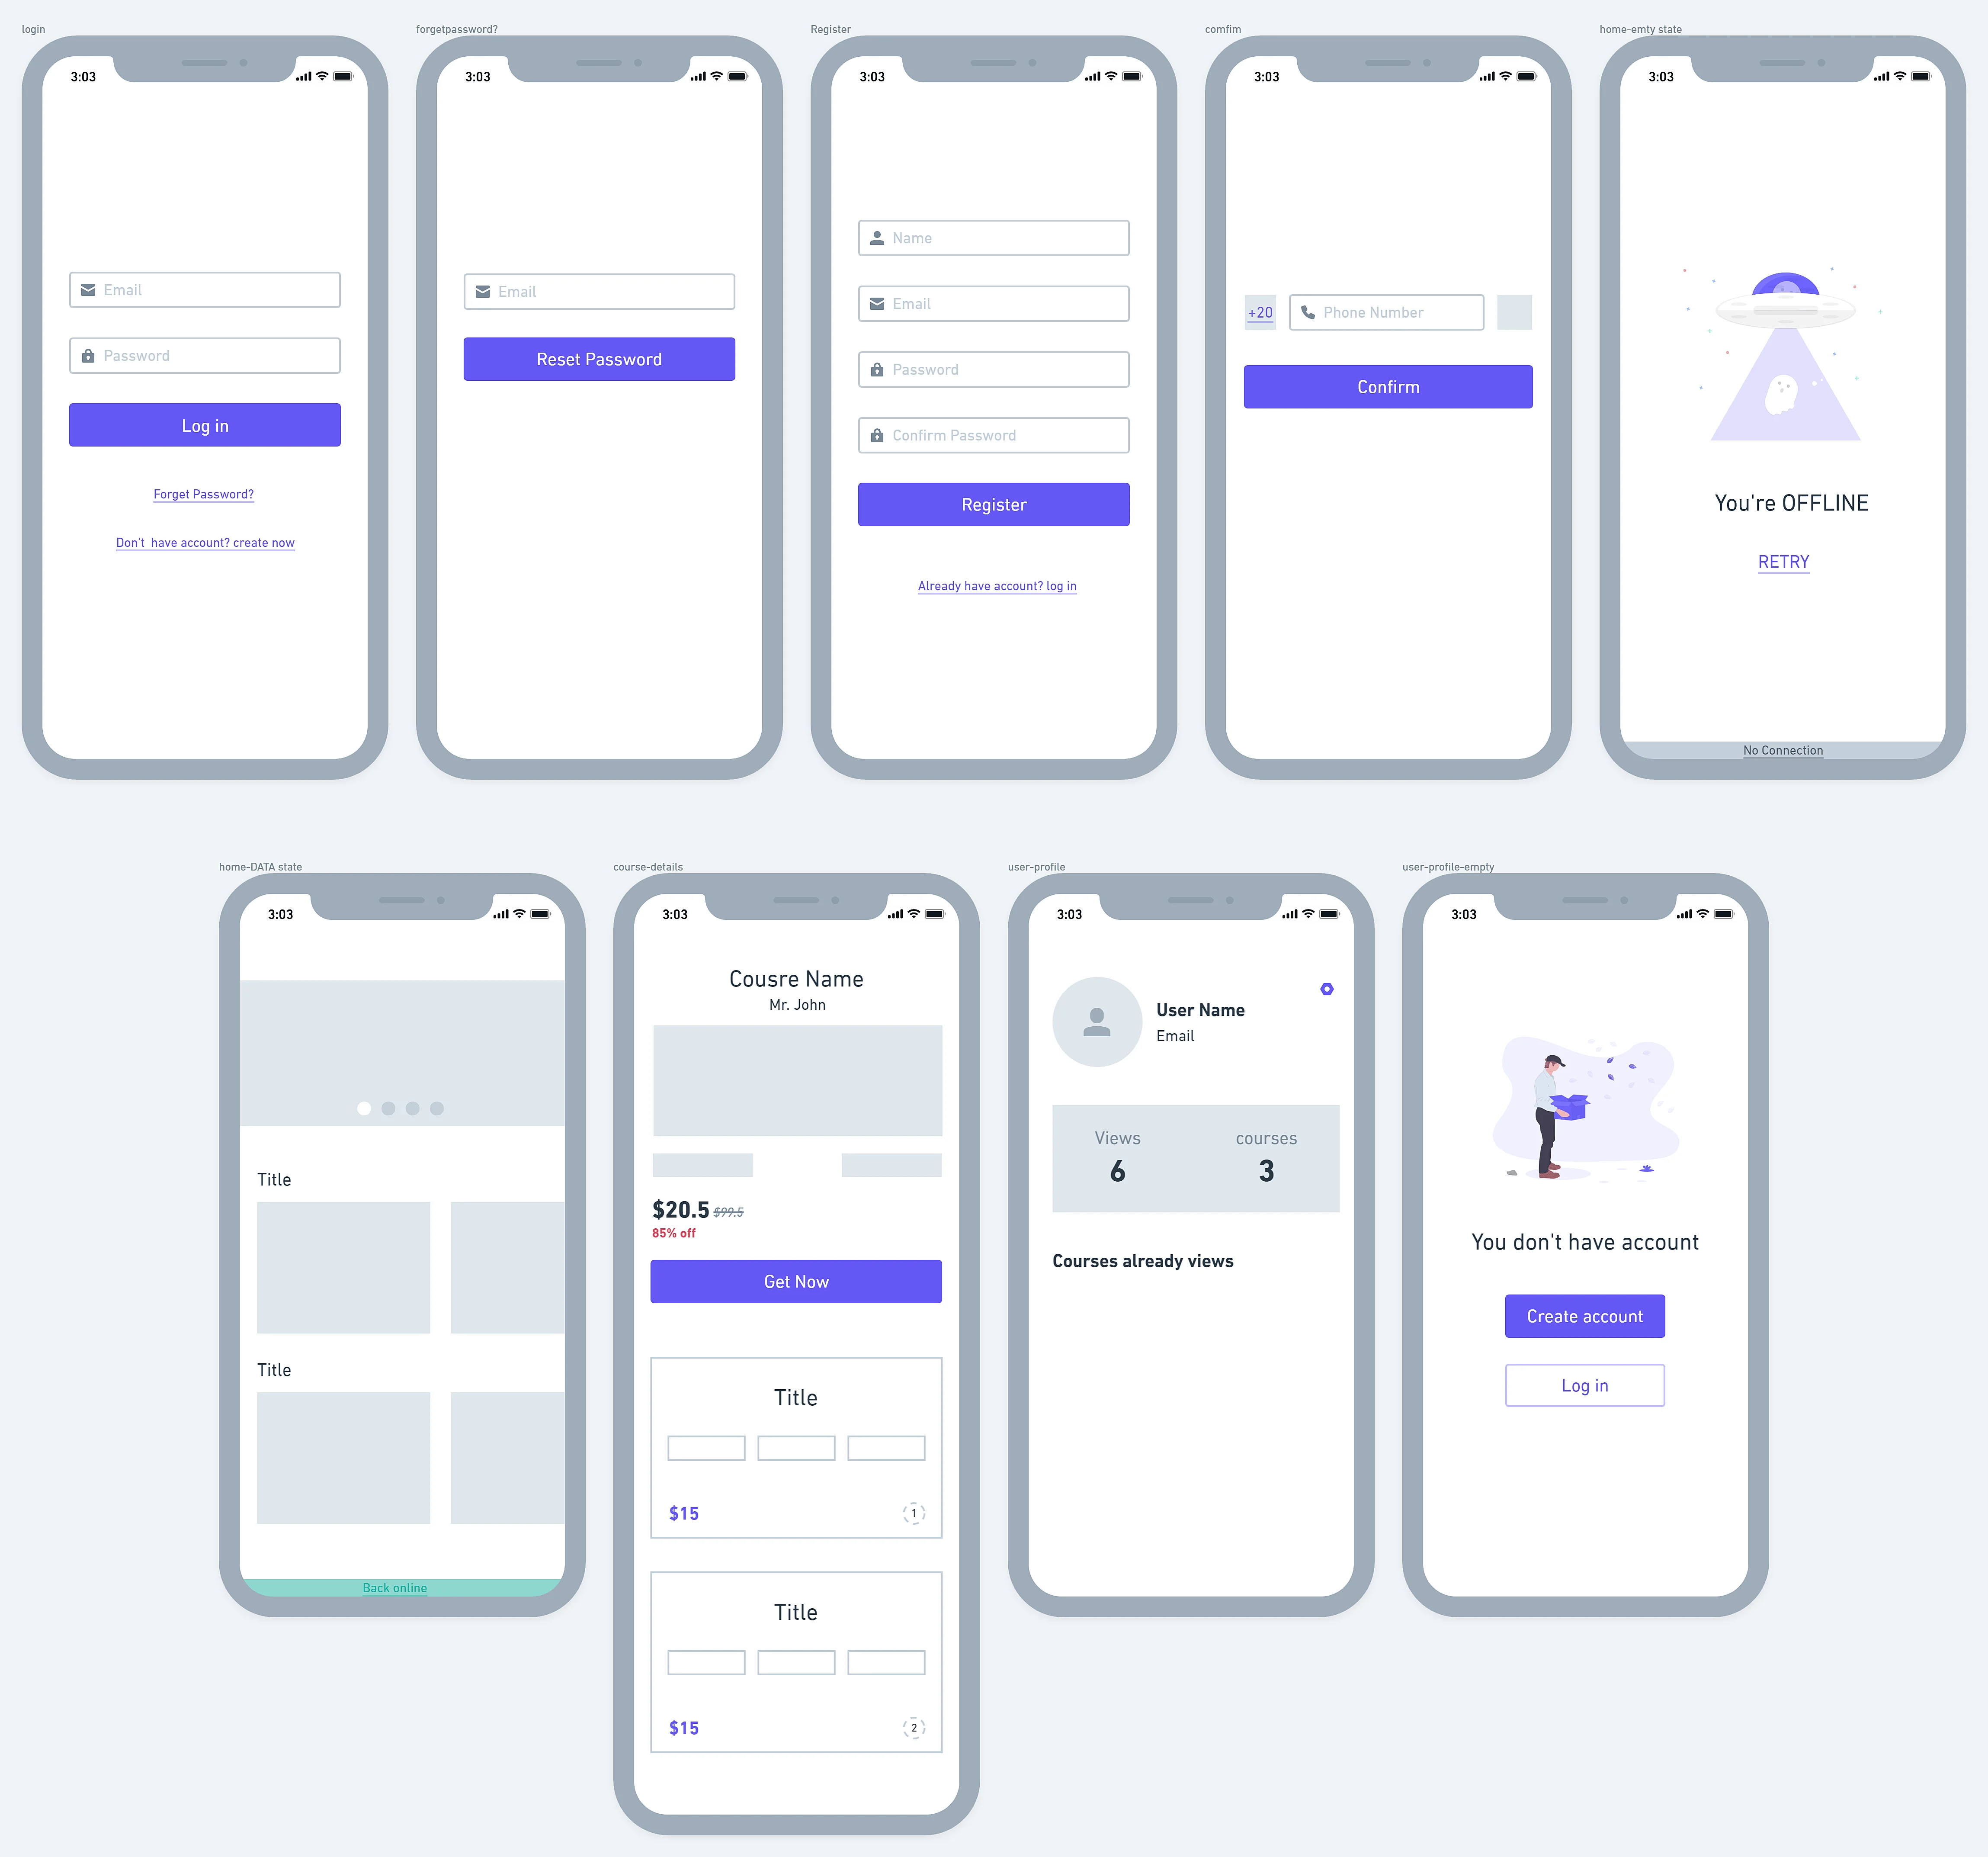 login
3:03
Email
Password
Log in
Forget Password?
Don't  have account? create now
forgetpassword?
3:03
Email
Reset Password
Register
3:03
Name
Email
Password
Confirm Password
Register
Already have account? log in
comfim
3:03
+20
Phone Number
Confirm
home-emty state
3:03
You're OFFLINE
RETRY
No Connection
home-DATA state
3:03
Title
Title
Back online
course-details
3:03
Cousre Name
Mr. John
$20.5 $99.5
85% off
Get Now
Title
$15
1
Title
$15
2
user-profile
3:03
User Name
Email
Views
courses
6
3
Courses already views
user-profile-empty
3:03
You don't have account
Create account
Log in